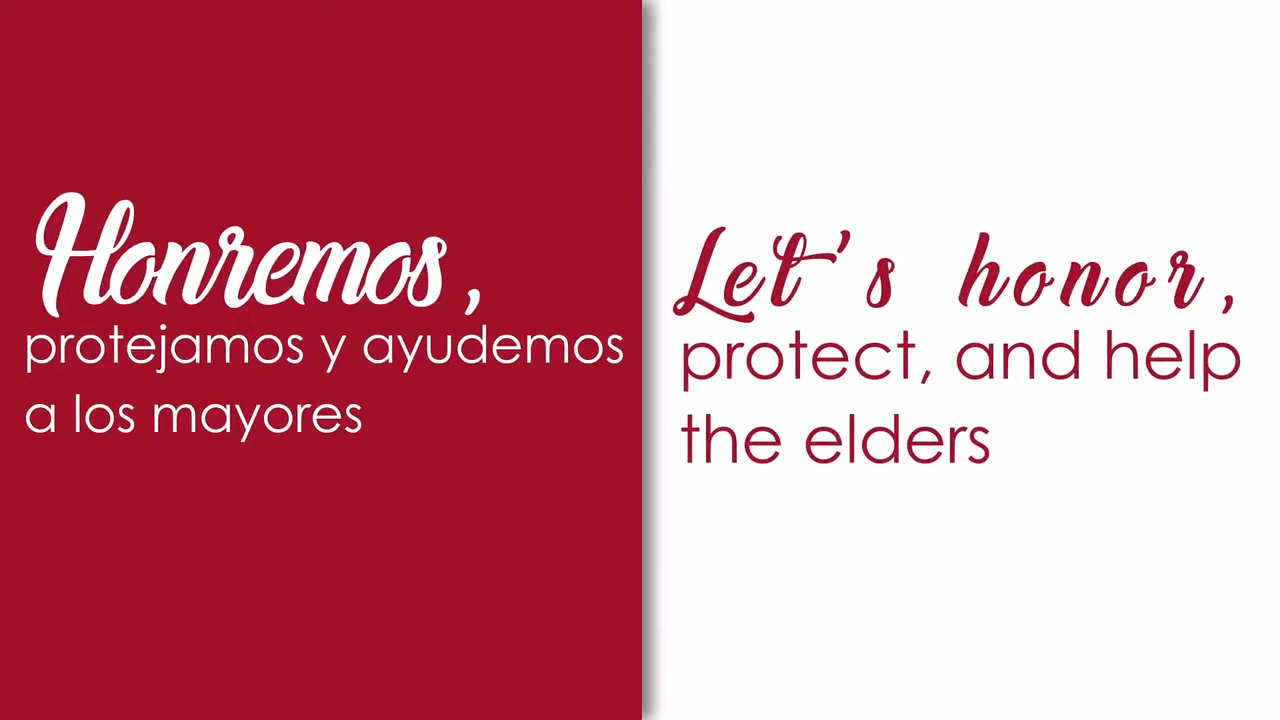 Honremos,
protejamos y ayudemos
a los mayores
Let's honor,
protect, and help
the elders